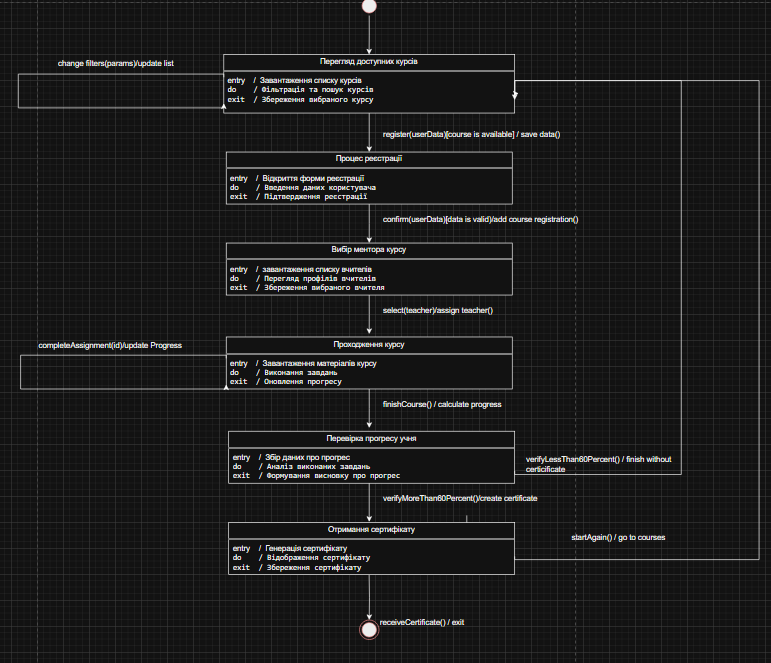 Перегляд доступних курсів
change filters(params)/update list
entry / Завантаження списку курсів
do / Фільтрація та пошук курсів
exit / Збереження вибраного курсу
register(userData)[course is available] / save data()
Процес реєстрації
entry / Відкриття форми реєстрації
do / Введення даних користувача
exit / Підтвердження реєстрації
confirm(userData)[data is valid)/add course registration()
Вибір ментора курсу
entry / завантаження списку вчителів
do / Перегляд профілів вчителів
exit / Збереження вибраного вчителя
select(teacher)/assign teacher()
Проходження курсу
completeAssignment(id)/update Progress
entry / Завантаження матеріалів курсу
do / Виконання завдань
exit / Оновлення прогресу
finishCourse() / calculate progress
Перевірка прогресу учня
entry / Збір даних про прогрес
do / Аналіз виконаних завдань
exit / Формування висновку про прогрес
verifyLessThan60Percent() / finish without
certicificate
verifyMoreThan60Percent()/create certificate
Отримання сертифікату
entry / Генерація сертифікату
do / Відображення сертифікату
exit / Збереження сертифікату
startAgain() / go to courses
receiveCertificate() / exit